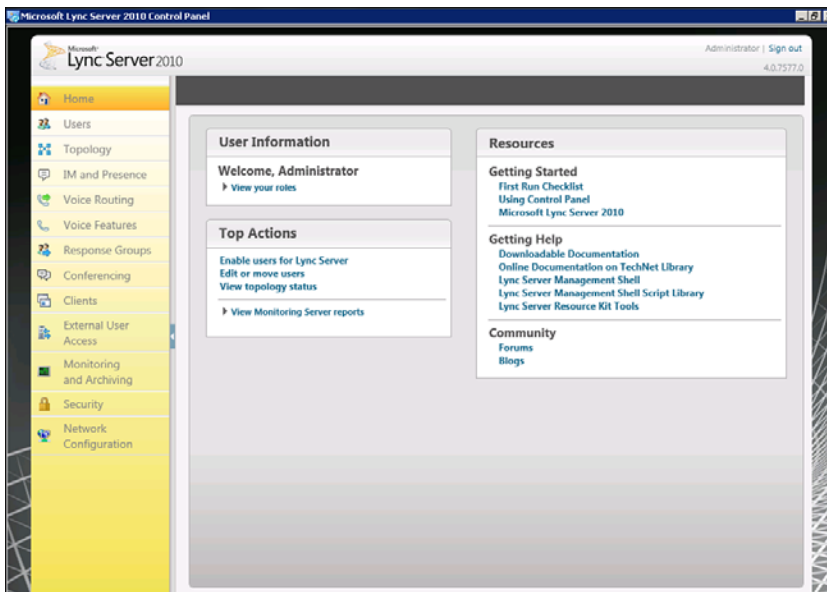 Microsoft Lync Server 2010 Control Panel
Microsoft
Lync Server 2010
Administrator | Sign out
4.0.7577.0
Home
Users
Topology
IM and Presence
Voice Routing
Voice Features
Response Groups
Conferencing
Clients
External User
Access
Monitoring
and Archiving
Security
Network
Configuration
User Information
Welcome, Administrator
View your roles
Top Actions
Enable users for Lync Server
Edit or move users
View topology status
View Monitoring Server reports
Resources
Getting Started
First Run Checklist
Using Control Panel
Microsoft Lync Server 2010
Getting Help
Downloadable Documentation
Online Documentation on TechNet Library
Lync Server Management Shell
Lync Server Management Shell Script Library
Lync Server Resource Kit Tools
Community
Forums
Blogs